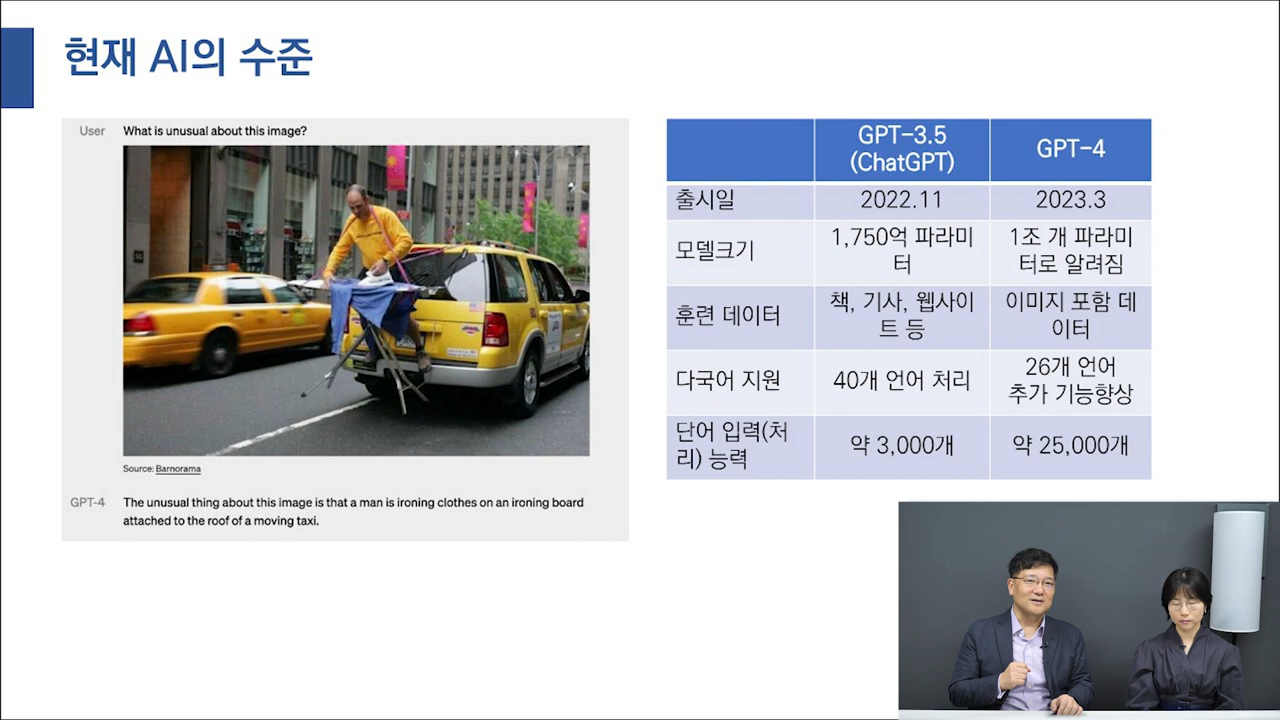 현재 AI의 수준
User What is unusual about this image?
Source: Barnorama
GPT-4 The unusual thing about this image is that a man is ironing clothes on an ironing board
attached to the roof of a moving taxi.
GPT-3.5
(ChatGPT)
GPT-4
출시일
2022.11
2023.3
모델크기
1,750억 파라미
터
1조 개 파라미
터로 알려짐
훈련 데이터
책, 기사, 웹사이
트 등
이미지 포함 데
이터
다국어 지원
40개 언어 처리
26개 언어
추가 기능향상
단어 입력(처
리) 능력
약 3,000개
약 25,000개